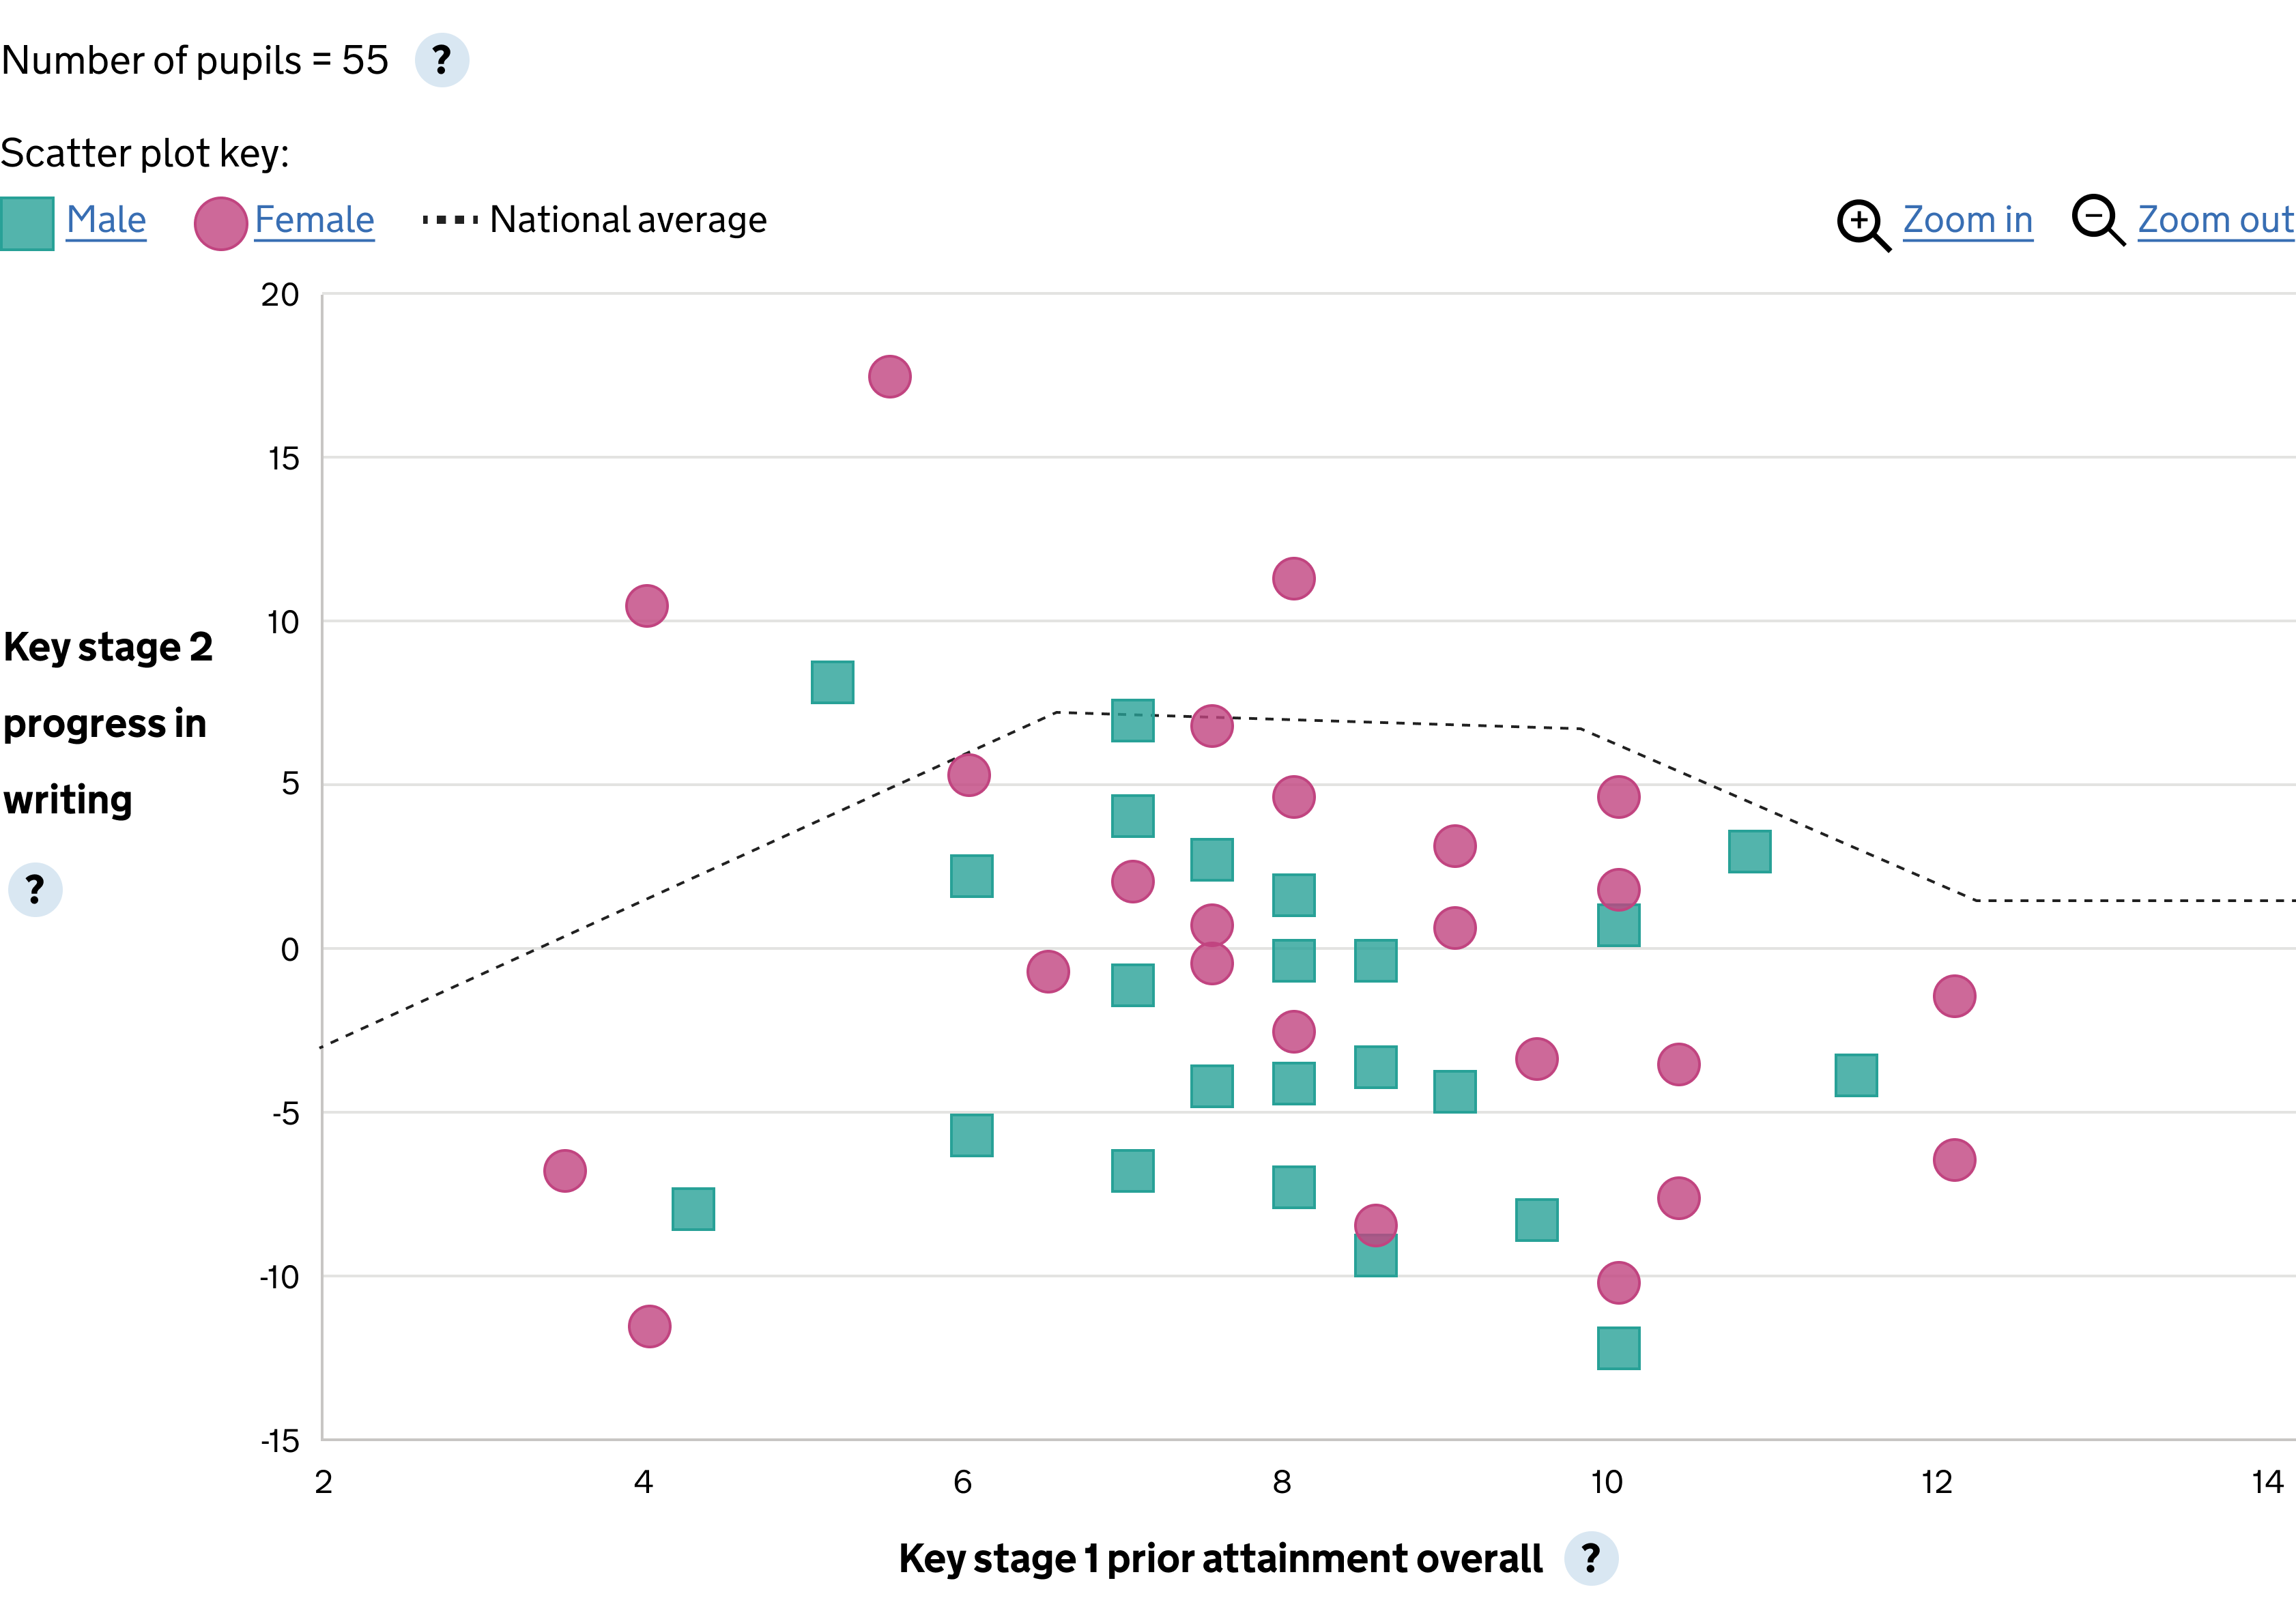 Number of pupils = 55 ?
Scatter plot key:
Male Female National average Zoom in Zoom out
20
15
10
5
0
-5
-10
-15
Key stage 2
progress in
writing
?
2 4 6 8 10 12 14
Key stage 1 prior attainment overall ?